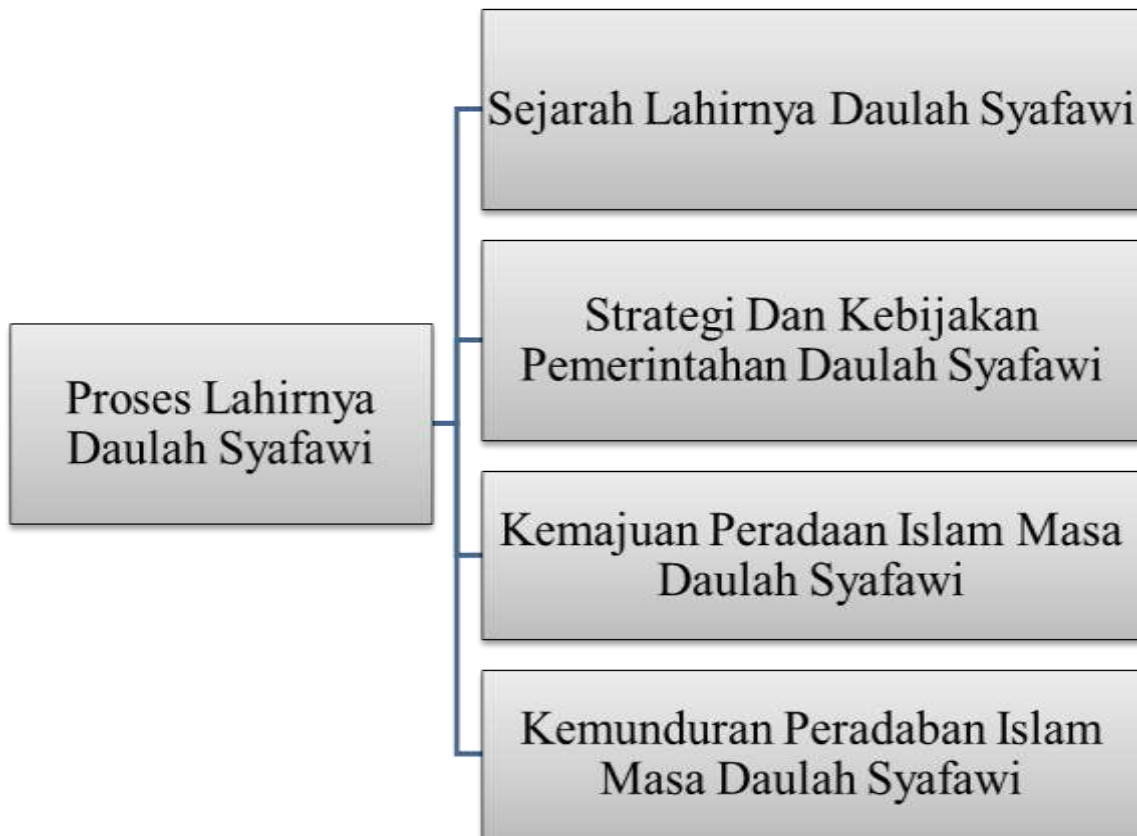 Proses Lahirnya
Daulah Syafawi
Sejarah Lahirnya Daulah Syafawi
Strategi Dan Kebijakan
Pemerintahan Daulah Syafawi
Kemajuan Peradaan Islam Masa
Daulah Syafawi
Kemunduran Peradaban Islam
Masa Daulah Syafawi